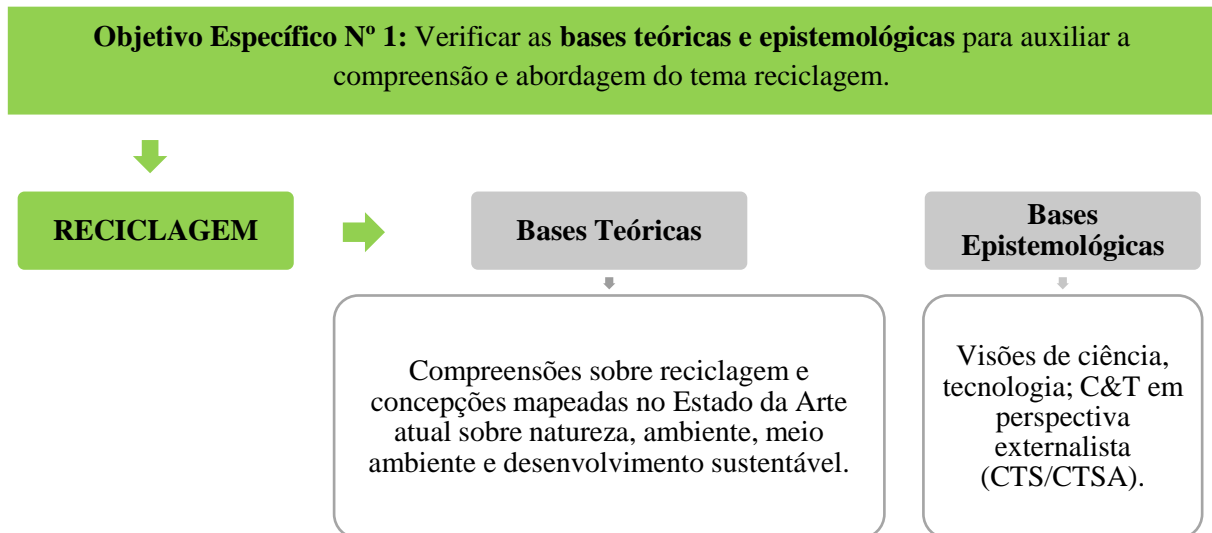 Objetivo Específico Nº 1: Verificar as bases teóricas e epistemológicas para auxiliar a
compreensão e abordagem do tema reciclagem.
RECICLAGEM
Bases Teóricas
Bases
Epistemológicas
Compreensões sobre reciclagem e
concepções mapeadas no Estado da Arte
atual sobre natureza, ambiente, meio
ambiente e desenvolvimento sustentável.
Visões de ciência,
tecnologia; C&T em
perspectiva
externalista
(CTS/CTSA).